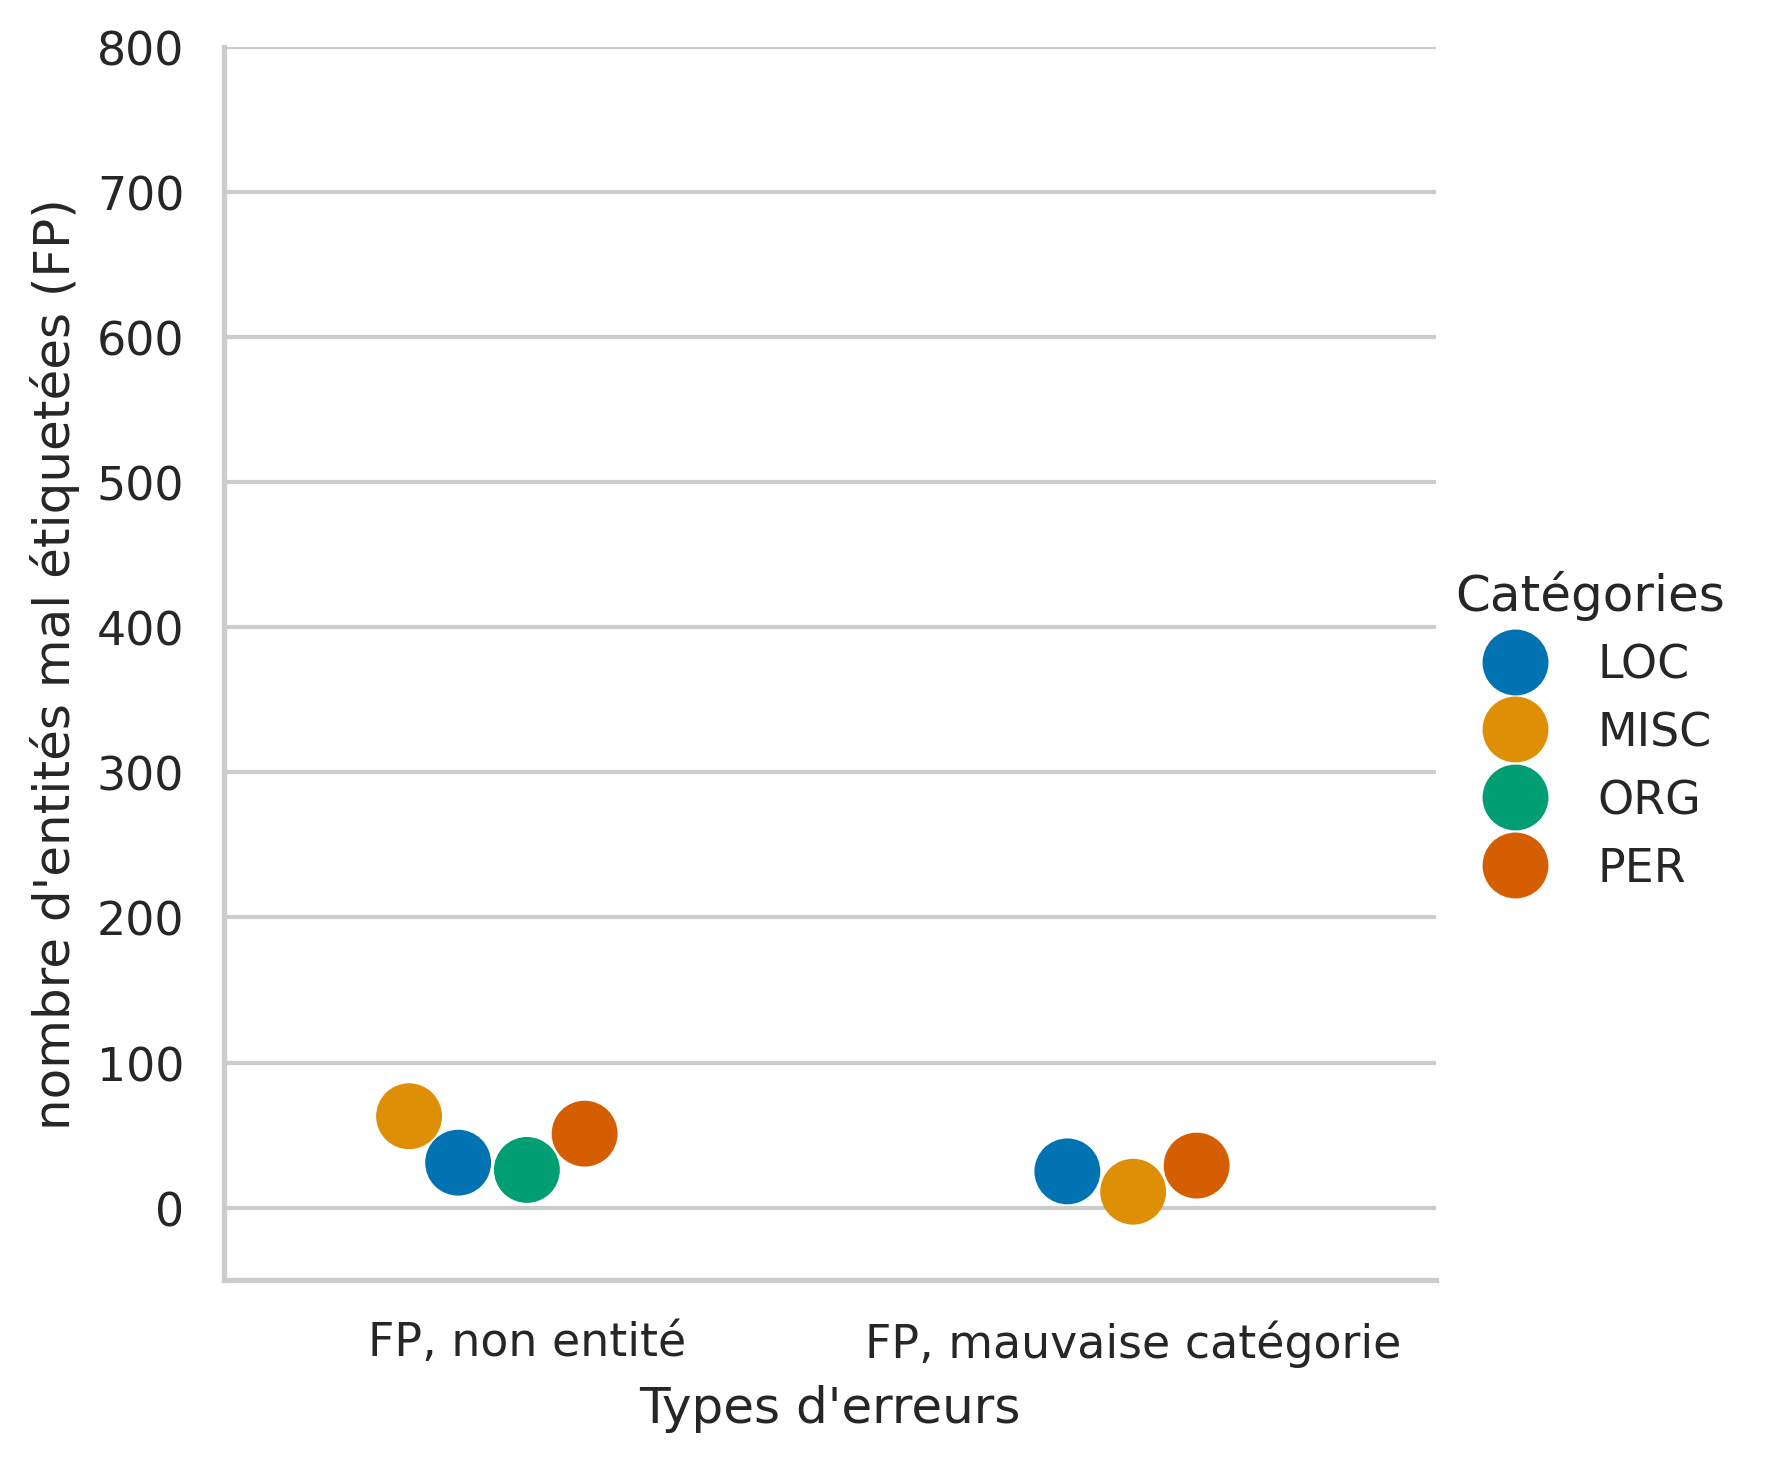 800
700
600
500
400
300
200
100
0
nombre d'entités mal étiquetées (FP)
FP, non entité
FP, mauvaise catégorie
Types d'erreurs
Catégories
LOC
MISC
ORG
PER